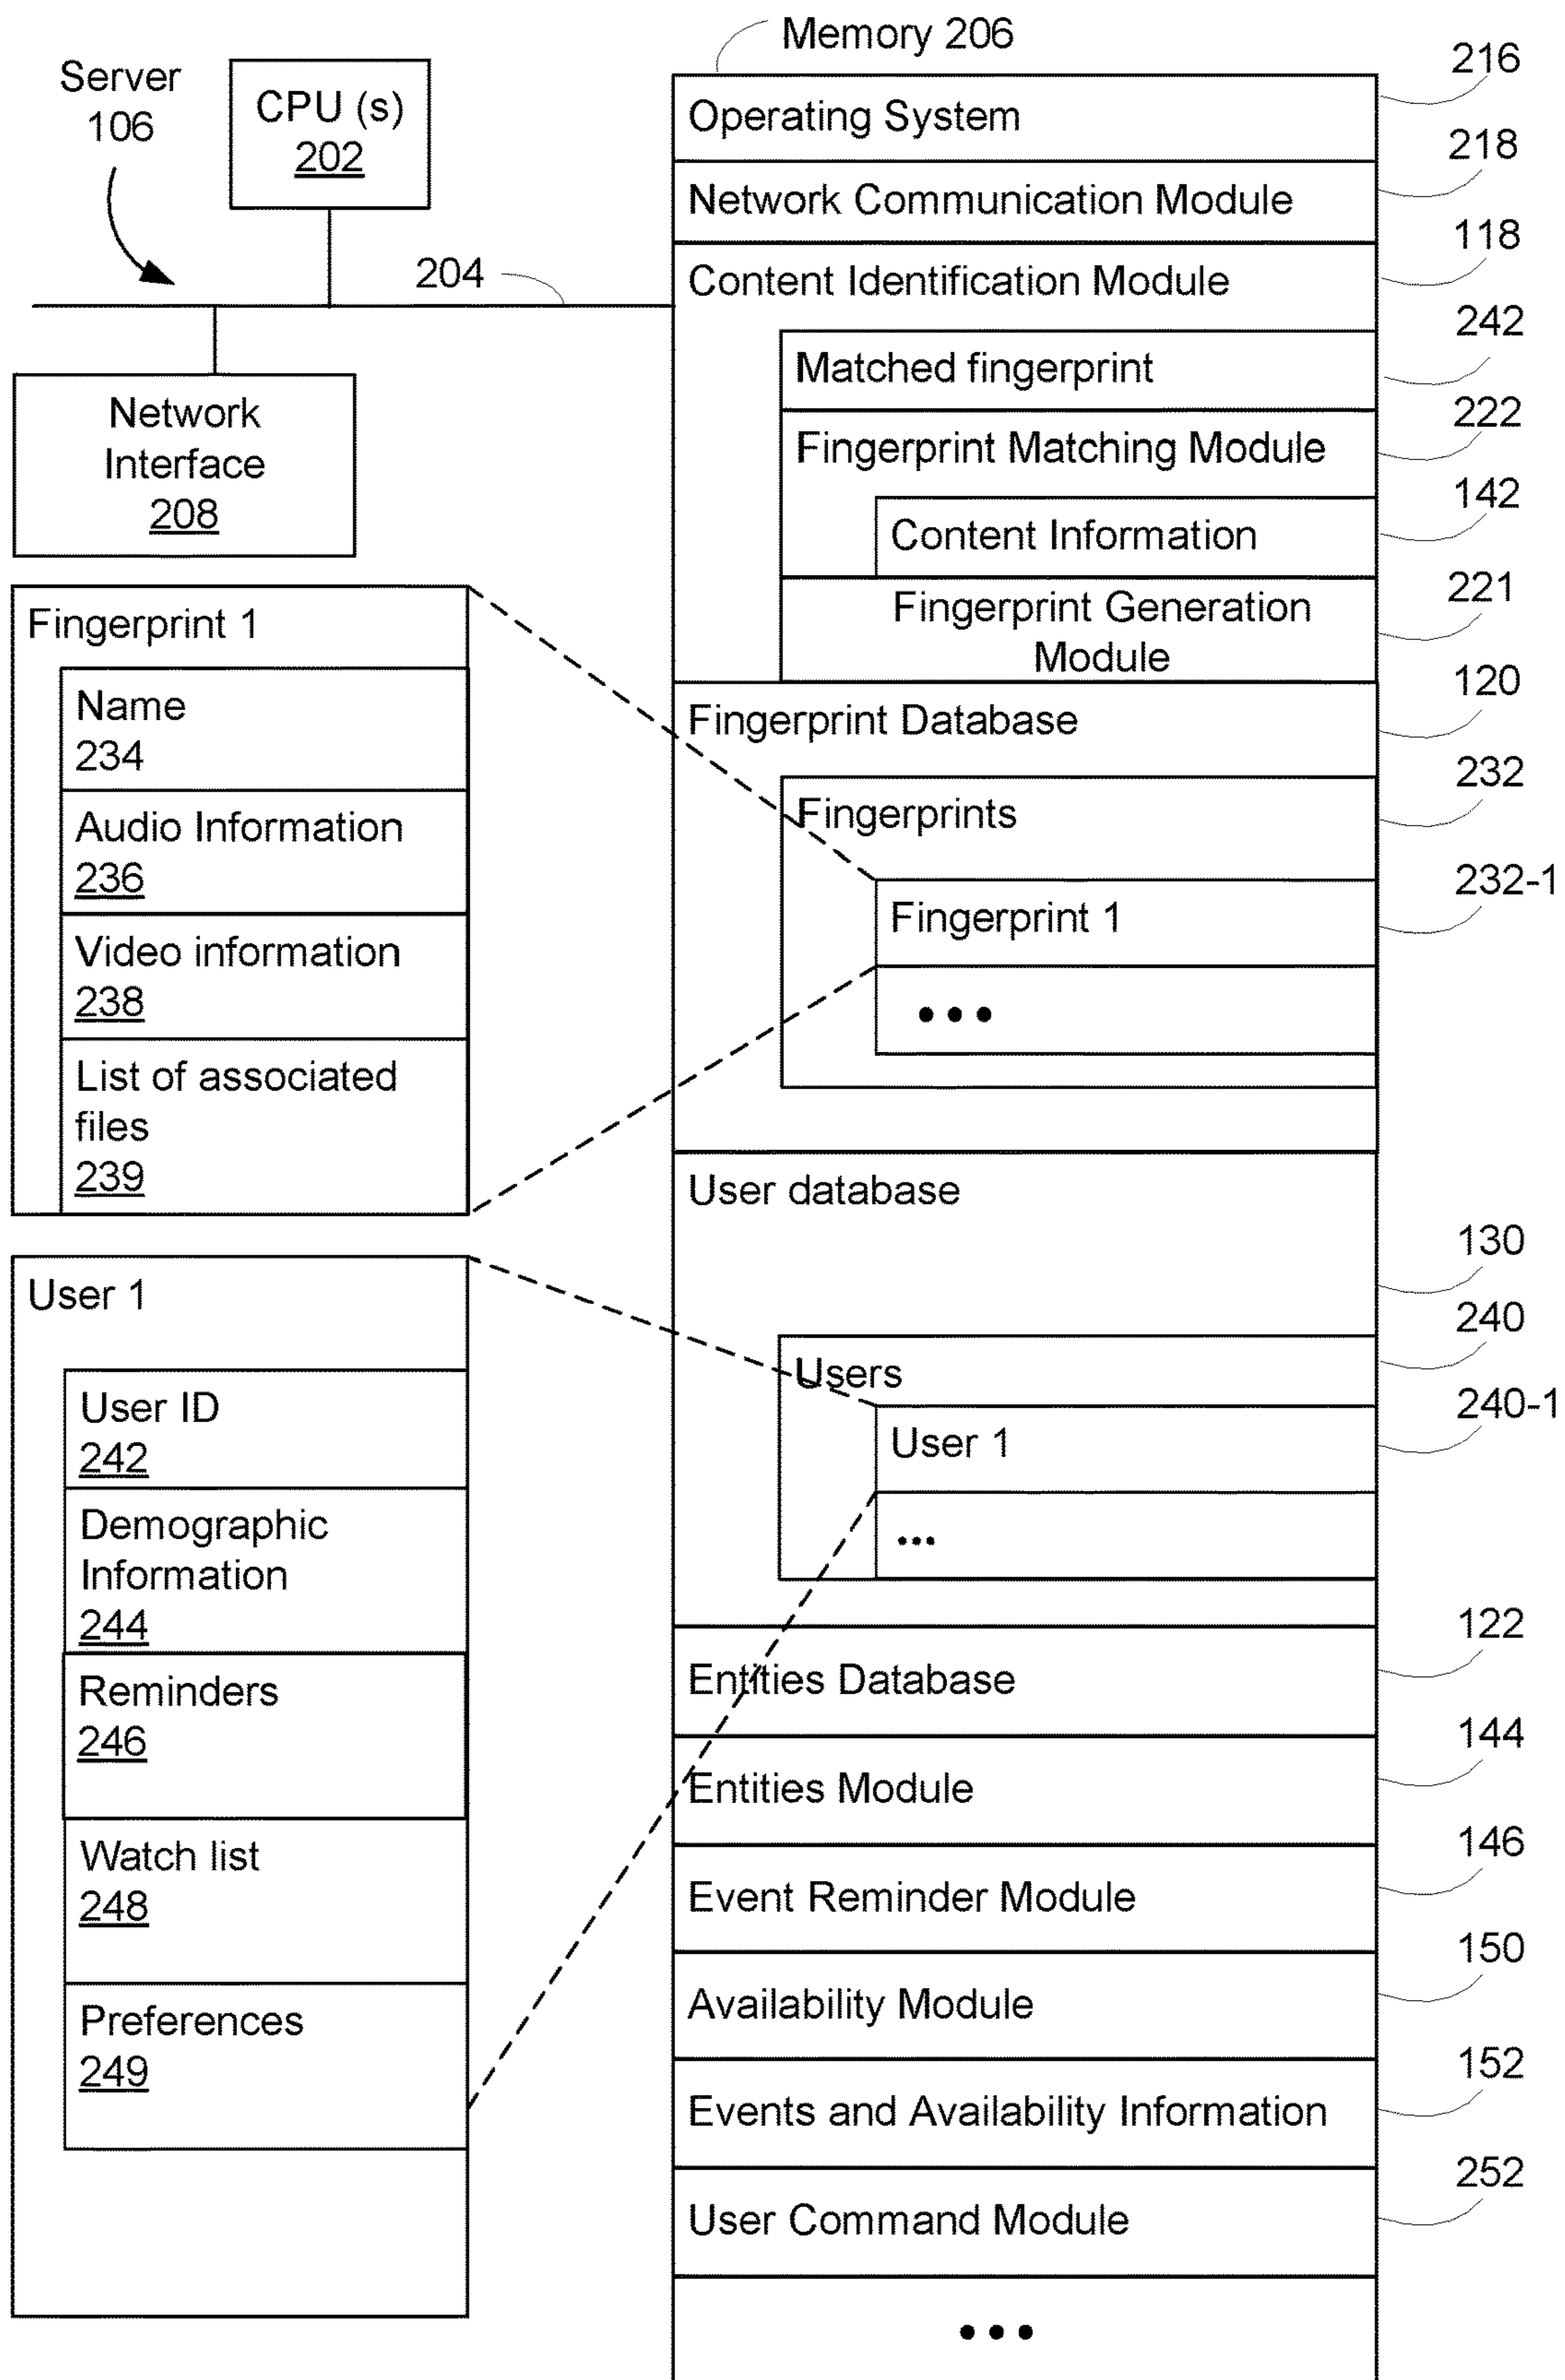 Memory 206
Server
106
CPU (s)
202
204
Network
Interface
208
Operating System
216
Network Communication Module
218
Content Identification Module
118
Matched fingerprint
242
Fingerprint Matching Module
222
Content Information
142
Fingerprint Generation
Module
221
Fingerprint Database
120
Fingerprints
232
Fingerprint 1
232-1
•••
Fingerprint 1
Name
234
Audio Information
236
Video information
238
List of associated
files
239
User database
130
Users
240
User 1
240-1
•••
User 1
User ID
242
Demographic
Information
244
Reminders
246
Watch list
248
Preferences
249
Entities Database
122
Entities Module
144
Event Reminder Module
146
Availability Module
150
Events and Availability Information
152
User Command Module
252
•••